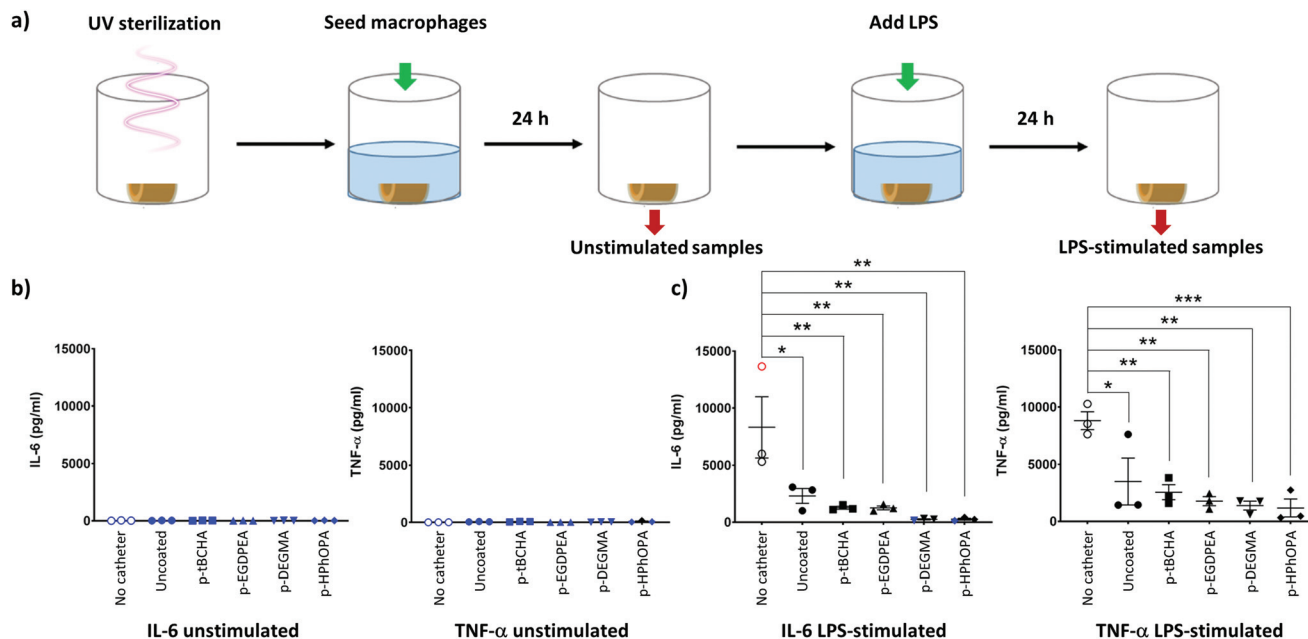 a)
UV sterilization
Seed macrophages
Add LPS
24 h
24 h
Unstimulated samples
LPS-stimulated samples
b)
15000
10000
5000
0
IL-6 (pg/ml)
No catheter
Uncoated
p-tBCHA
p-EGDPEA
p-DEGMA
p-HPhOPA
IL-6 unstimulated
15000
10000
5000
0
TNF-α (pg/ml)
No catheter
Uncoated
p-tBCHA
p-EGDPEA
p-DEGMA
p-HPhOPA
TNF-α unstimulated
c)
**
**
**
**
*
15000
10000
5000
0
IL-6 (pg/ml)
No catheter
Uncoated
p-tBCHA
p-EGDPEA
p-DEGMA
p-HPhOPA
IL-6 LPS-stimulated
***
**
**
**
*
15000
10000
5000
0
TNF-α (pg/ml)
No catheter
Uncoated
p-tBCHA
p-EGDPEA
p-DEGMA
p-HPhOPA
TNF-α LPS-stimulated